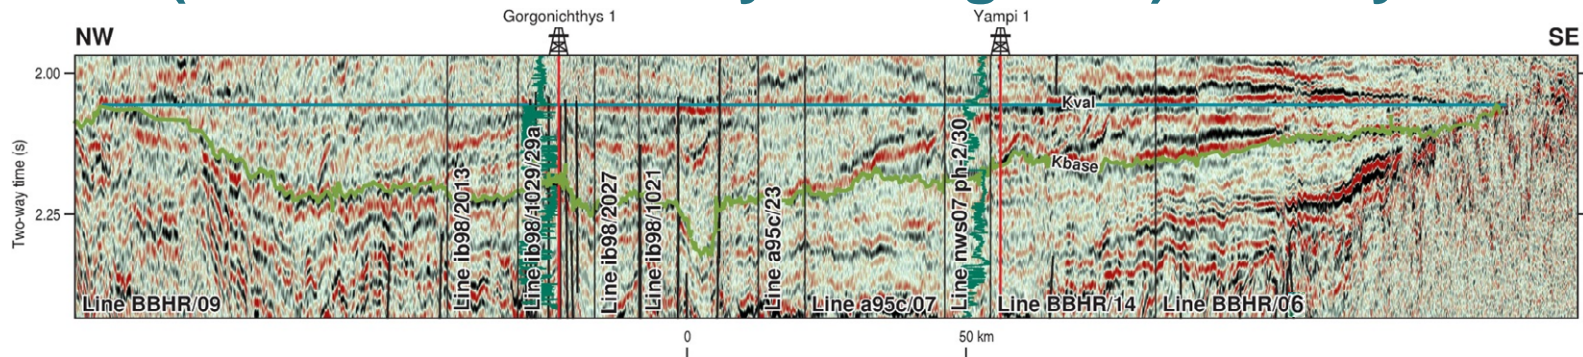 Gorgonichthys 1
Yampi 1
NW
SE
2.00
2.25
Two-way time (s)
Kval
Kbase
Line BBHR/09
Line ib98/2013
Line ib98/1029/29a
Line ib98/2027
Line ib98/1021
Line a95c/23
Line a95c/07
Line nws07 ph-2/30
Line BBHR/14
Line BBHR/06
0
50 km